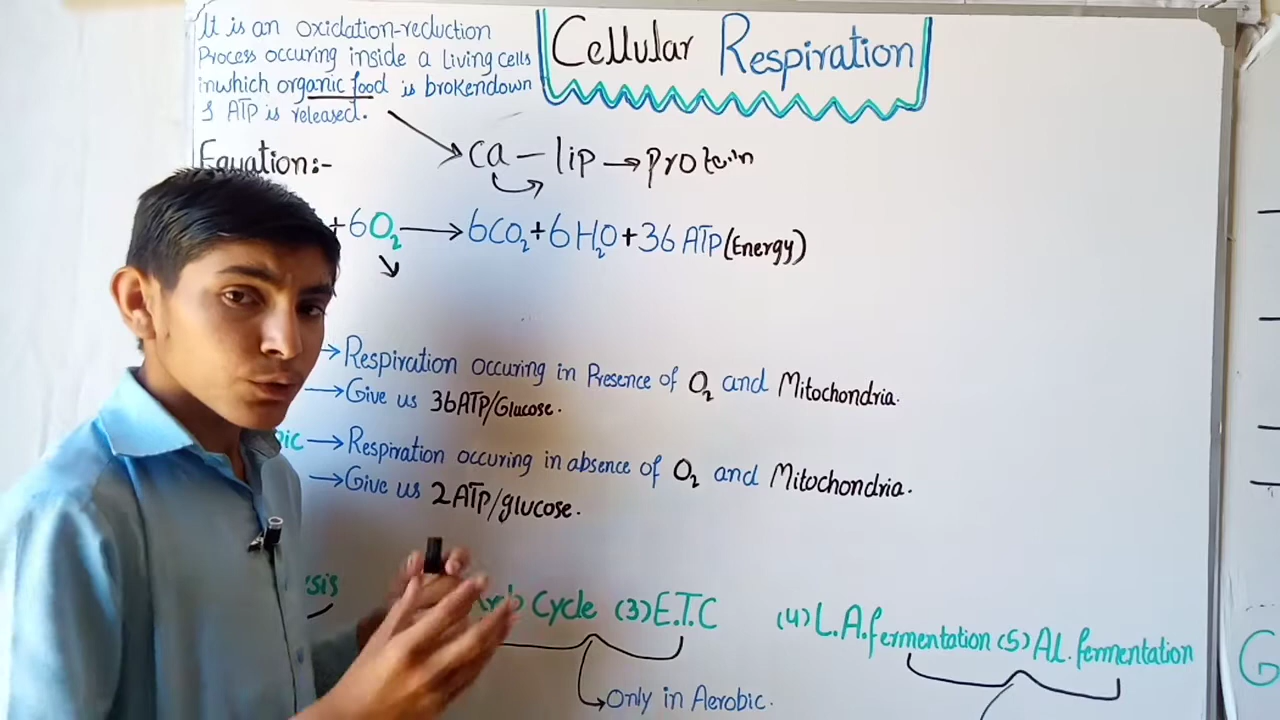 It is an oxidation-reduction
Process occuring inside a Living cells
inwhich organic food is brokendown
& ATP is released.
Cellular Respiration
Equation:-
Ca — lip → Protein
+6O₂ → 6CO₂+6H₂O+36 ATP(Energy)
→ Respiration occuring in Presence of O₂ and Mitochondria.
→ Give us 36ATP/Glucose.
→ Respiration occuring in absence of O₂ and Mitochondria.
→ Give us 2ATP/glucose.
Cycle (3) E.T.C (4) L.A.fermentation (5) AL.fermentation
Only in Aerobic.
G